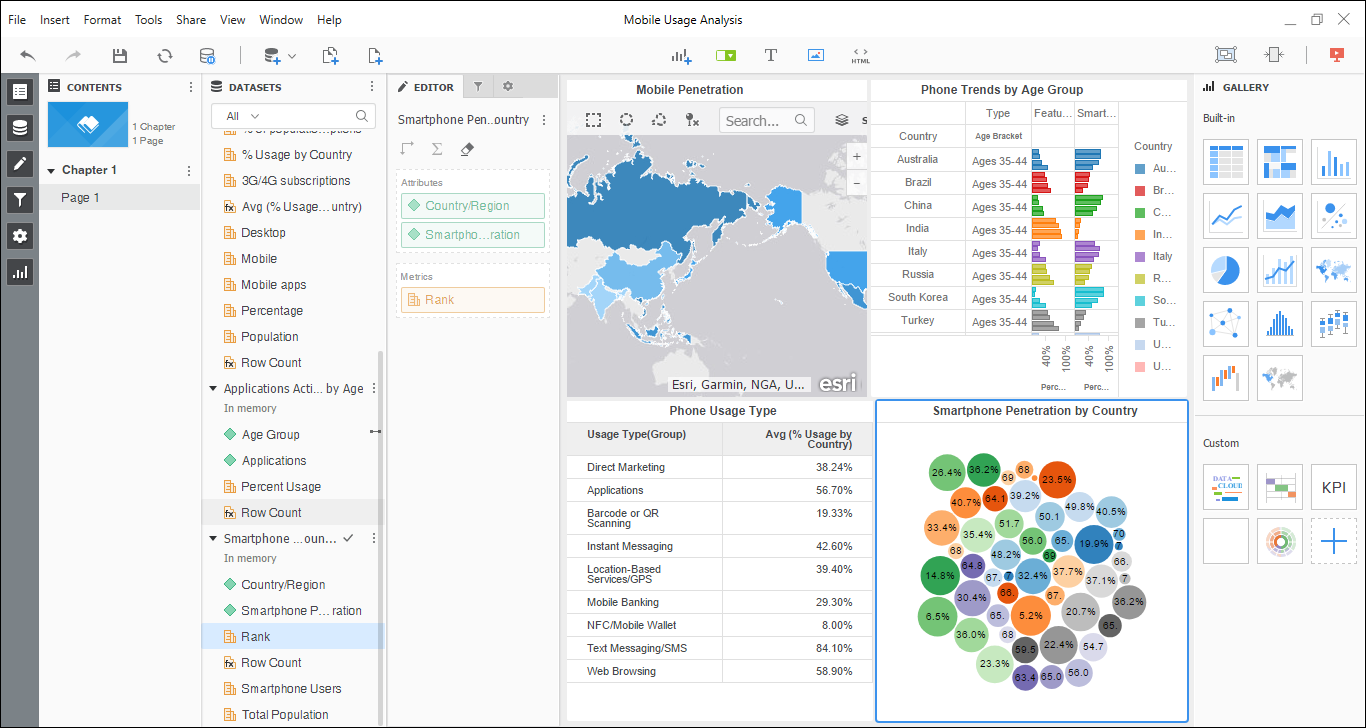 File Insert Format Tools Share View Window Help
Mobile Usage Analysis
HTML
CONTENTS
1 Chapter
1 Page
Chapter 1
Page 1
DATASETS
All
% Usage by Country
3G/4G subscriptions
Avg (% Usage...untry)
Desktop
Mobile
Mobile apps
Percentage
Population
Row Count
Applications Acti... by Age
In memory
Age Group
Applications
Percent Usage
Row Count
Smartphone ...oun...
In memory
Country/Region
Smartphone P...ration
Rank
Row Count
Smartphone Users
Total Population
EDITOR
Smartphone Pen..ountry
Attributes
Country/Region
Smartpho...ration
Metrics
Rank
Mobile Penetration
Search...
Esri, Garmin, NGA, U...
esri
Phone Trends by Age Group
Type Featu... Smart...
Country Age Bracket
Australia Ages 35-44
Brazil Ages 35-44
China Ages 35-44
India Ages 35-44
Italy Ages 35-44
Russia Ages 35-44
South Korea Ages 35-44
Turkey Ages 35-44
40% 100% 40% 100%
Perc... Perc...
Country
Au...
Br...
C...
In...
Italy
R...
So...
Tu...
U...
U...
Phone Usage Type
Usage Type(Group) Avg (% Usage by
Country)
Direct Marketing 38.24%
Applications 56.70%
Barcode or QR
Scanning 19.33%
Instant Messaging 42.60%
Location-Based
Services/GPS 39.40%
Mobile Banking 29.30%
NFC/Mobile Wallet 8.00%
Text Messaging/SMS 84.10%
Web Browsing 58.90%
Smartphone Penetration by Country
26.4% 36.2% 69 68 23.5%
40.7% 64.1 39.2% 49.8% 40.5%
33.4% 35.4% 51.7 50.1
68 48.2% 56.0 65. 19.9% 70
7
14.8% 64.8 67. 7 32.4% 69 37.7% 37.1% 66. 7
6.5% 30.4% 66. 67. 20.7% 36.2%
36.0% 65. 5.2% 65.
23.3% 68 59.5 22.4% 54.7
63.4 65.0 56.0
GALLERY
Built-in
Custom
DATA
CLOUD
KPI